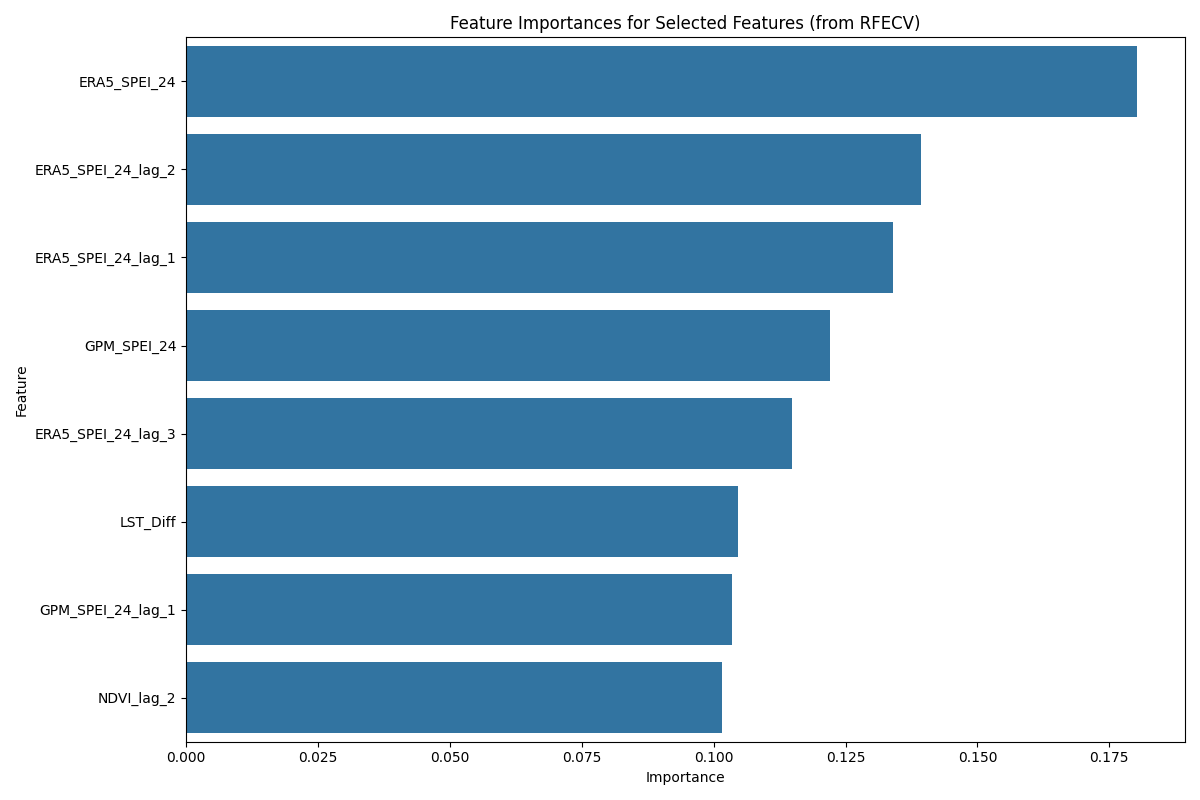 Feature Importances for Selected Features (from RFECV)
Feature
ERA5_SPEI_24
ERA5_SPEI_24_lag_2
ERA5_SPEI_24_lag_1
GPM_SPEI_24
ERA5_SPEI_24_lag_3
LST_Diff
GPM_SPEI_24_lag_1
NDVI_lag_2
0.000 0.025 0.050 0.075 0.100 0.125 0.150 0.175
Importance